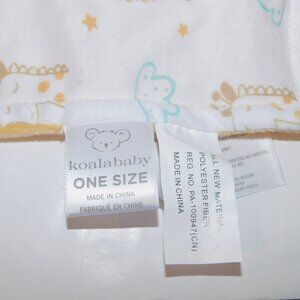 koalababy
ONE SIZE
MADE IN CHINA
FABRIQUÉ EN CHINE
ALL NEW MATERIAL
POLYESTER FIBER
REG. NO. PA-100947(CN)
MADE IN CHINA